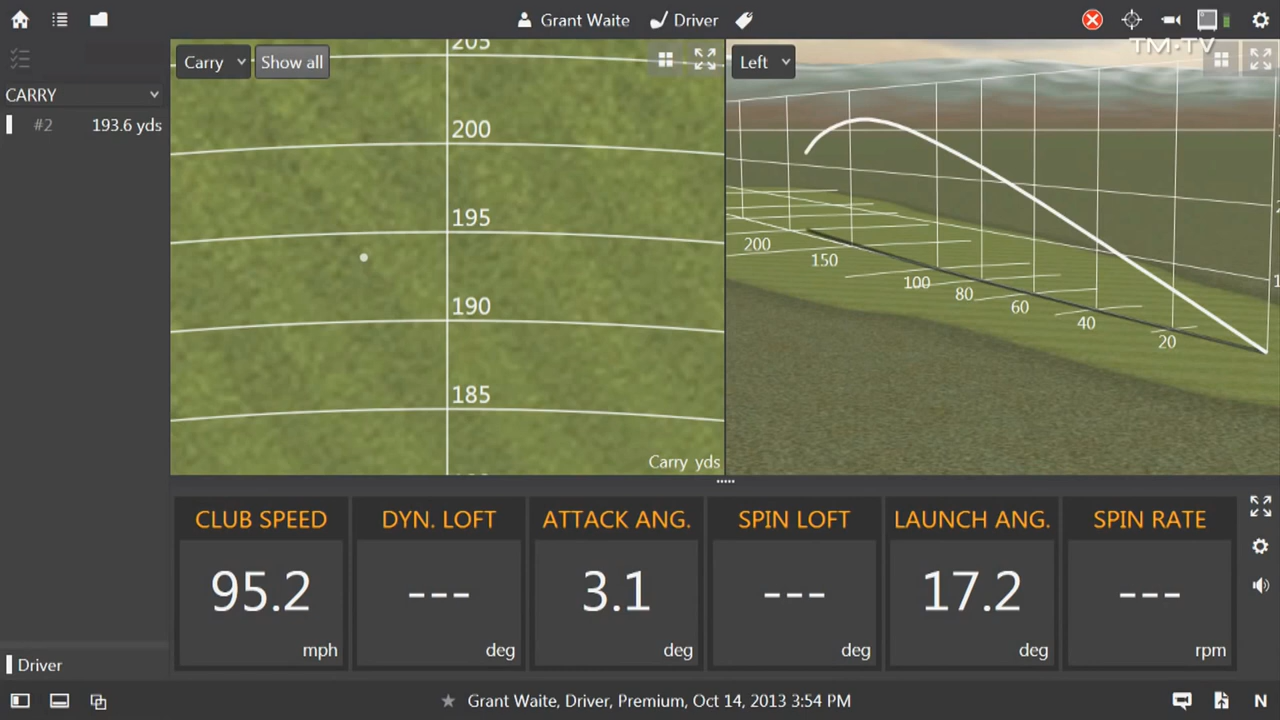 Grant Waite
Driver
TM·TV
Carry
Show all
Left
CARRY
#2 193.6 yds
205
200
195
190
185
Carry yds
200
150
100
80
60
40
20
CLUB SPEED
95.2
mph
DYN. LOFT
---
deg
ATTACK ANG.
3.1
deg
SPIN LOFT
---
deg
LAUNCH ANG.
17.2
deg
SPIN RATE
---
rpm
Driver
Grant Waite, Driver, Premium, Oct 14, 2013 3:54 PM
N